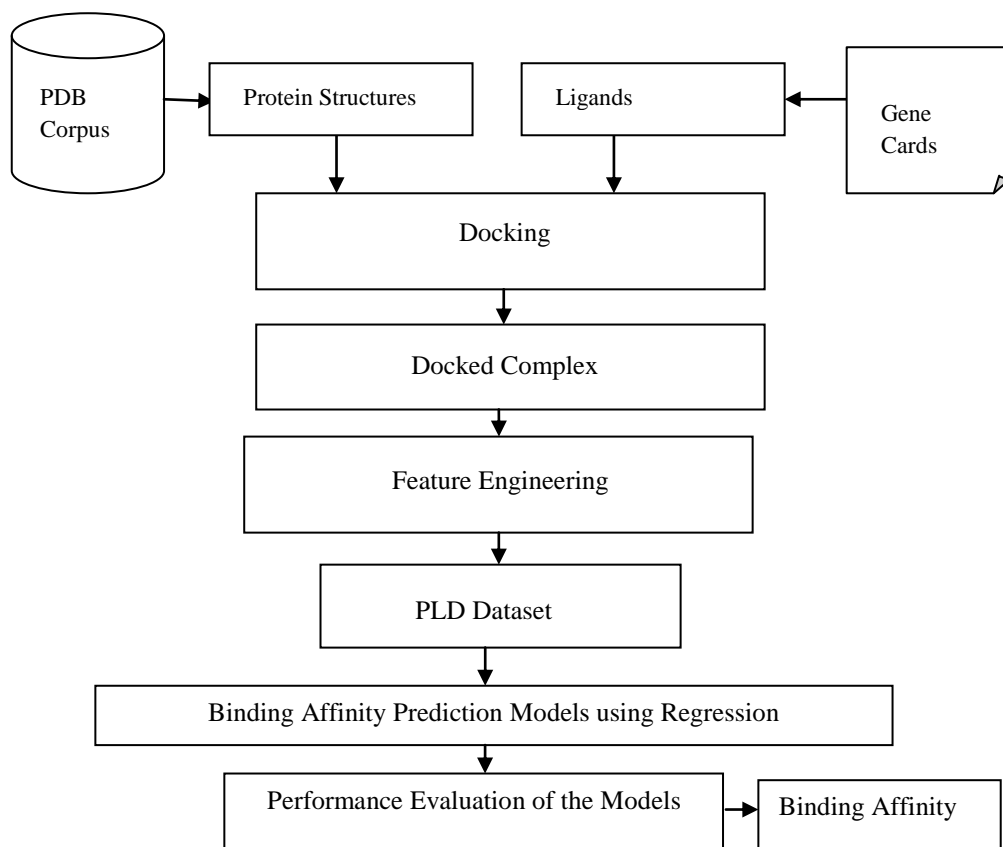 PDB
Corpus
Protein Structures
Ligands
Gene
Cards
Docking
Docked Complex
Feature Engineering
PLD Dataset
Binding Affinity Prediction Models using Regression
Performance Evaluation of the Models
Binding Affinity